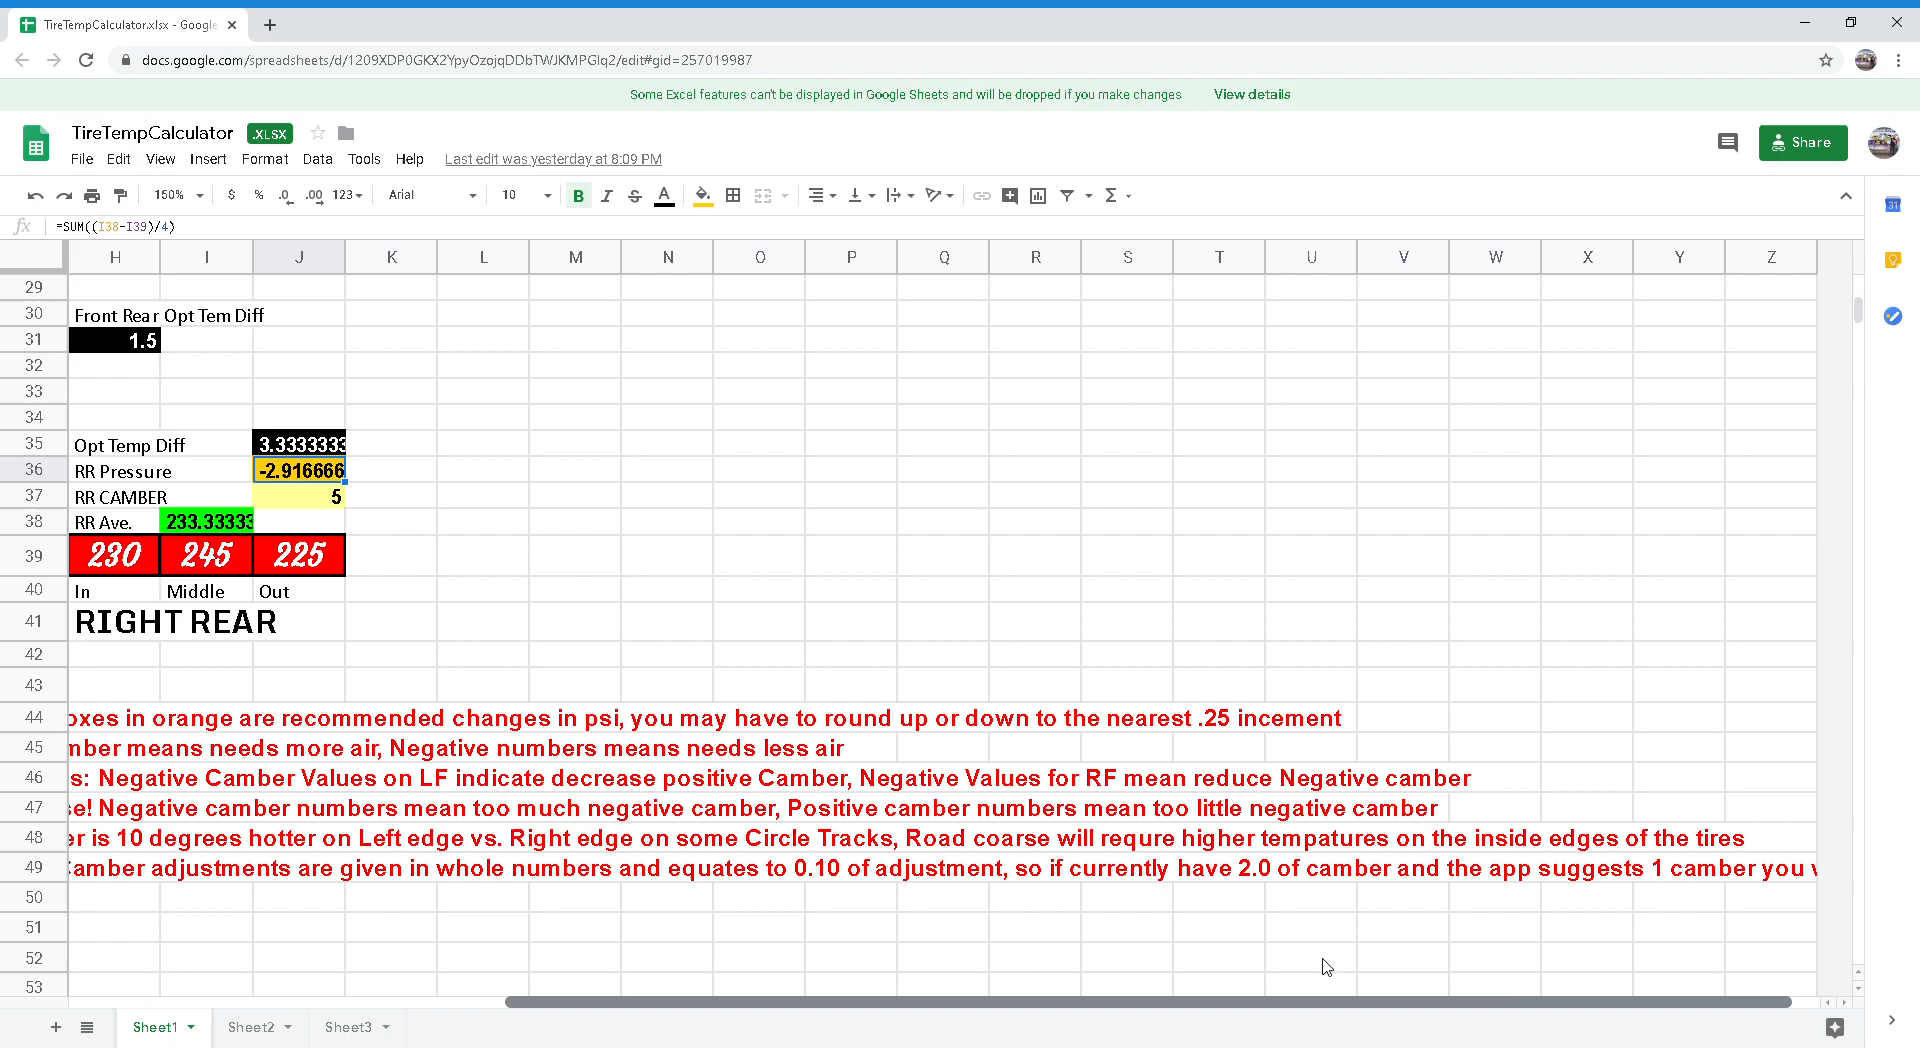 TireTempCalculator.xlsx - Google
docs.google.com/spreadsheets/d/1209XDP0GKX2YpyOzojqDDbTWJKMPGlq2/edit#gid=257019987
Some Excel features can't be displayed in Google Sheets and will be dropped if you make changes View details
TireTempCalculator .XLSX
Share
File Edit View Insert Format Data Tools Help Last edit was yesterday at 8:09 PM
150% $ % .0 .00 123 Arial 10 B I S A Σ
31
fx =SUM((I38-I39)/4)
H I J K L M N O P Q R S T U V W X Y Z
29
30 Front Rear Opt Tem Diff
31 1.5
32
33
34
35 Opt Temp Diff 3.3333333
36 RR Pressure -2.916666
37 RR CAMBER 5
38 RR Ave. 233.33333
39 230 245 225
40 In Middle Out
41 RIGHT REAR
42
43
44 oxes in orange are recommended changes in psi, you may have to round up or down to the nearest .25 incement
45 mber means needs more air, Negative numbers means needs less air
46 s: Negative Camber Values on LF indicate decrease positive Camber, Negative Values for RF mean reduce Negative camber
47 se! Negative camber numbers mean too much negative camber, Positive camber numbers mean too little negative camber
48 er is 10 degrees hotter on Left edge vs. Right edge on some Circle Tracks, Road coarse will requre higher tempatures on the inside edges of the tires
49 Camber adjustments are given in whole numbers and equates to 0.10 of adjustment, so if currently have 2.0 of camber and the app suggests 1 camber you
50
51
52
53
Sheet1 Sheet2 Sheet3